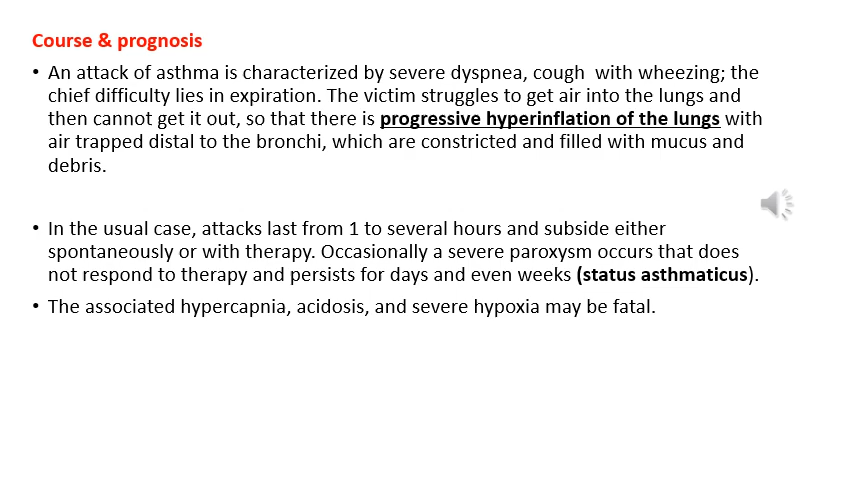 Course & prognosis
• An attack of asthma is characterized by severe dyspnea, cough  with wheezing; the
chief difficulty lies in expiration. The victim struggles to get air into the lungs and
then cannot get it out, so that there is progressive hyperinflation of the lungs with
air trapped distal to the bronchi, which are constricted and filled with mucus and
debris.
• In the usual case, attacks last from 1 to several hours and subside either
spontaneously or with therapy. Occasionally a severe paroxysm occurs that does
not respond to therapy and persists for days and even weeks (status asthmaticus).
• The associated hypercapnia, acidosis, and severe hypoxia may be fatal.